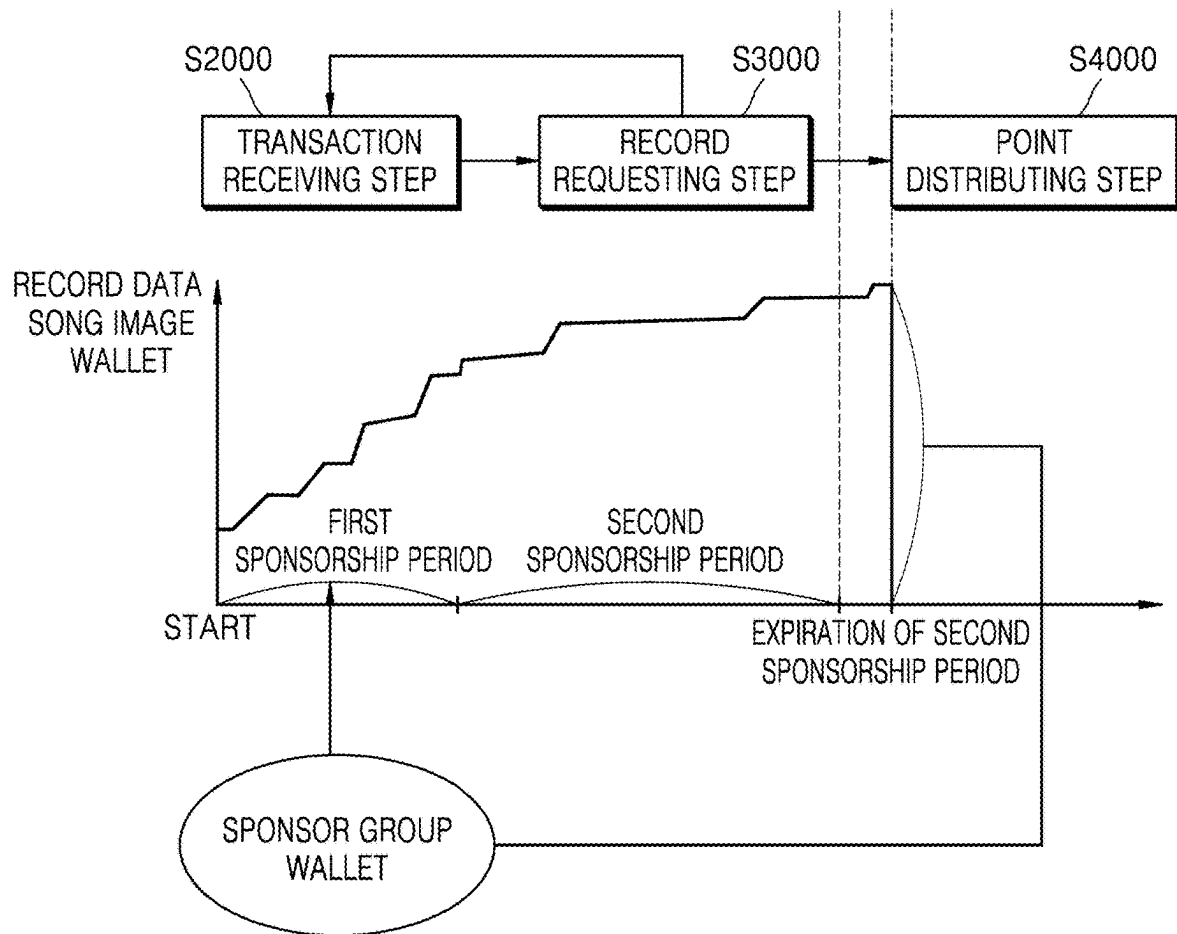 S2000
S3000
S4000
TRANSACTION
RECEIVING STEP
RECORD
REQUESTING STEP
POINT
DISTRIBUTING STEP
RECORD DATA
SONG IMAGE
WALLET
FIRST
SPONSORSHIP PERIOD
SECOND
SPONSORSHIP PERIOD
START
EXPIRATION OF SECOND
SPONSORSHIP PERIOD
SPONSOR GROUP
WALLET